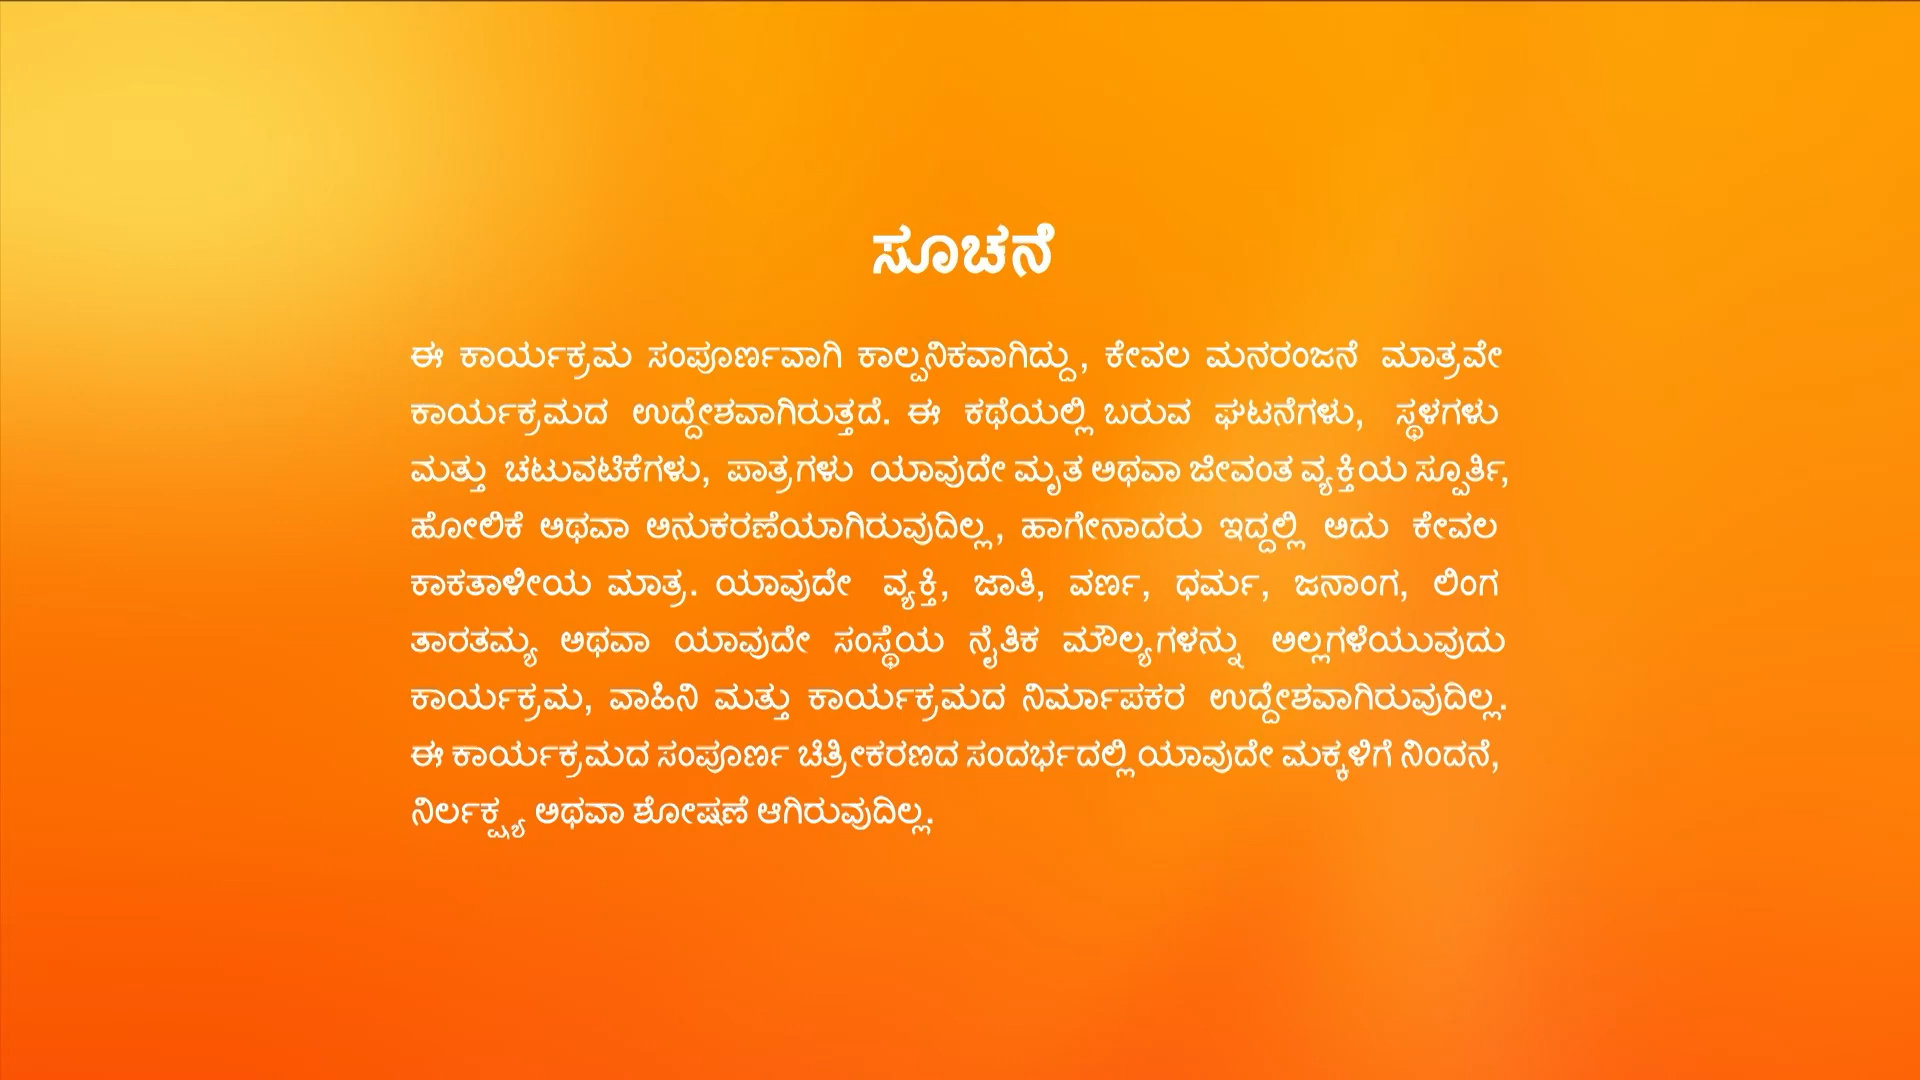 ಸೂಚನೆ
ಈ ಕಾರ್ಯಕ್ರಮ ಸಂಪೂರ್ಣವಾಗಿ ಕಾಲ್ಪನಿಕವಾಗಿದ್ದು, ಕೇವಲ ಮನರಂಜನೆ ಮಾತ್ರವೇ
ಕಾರ್ಯಕ್ರಮದ ಉದ್ದೇಶವಾಗಿರುತ್ತದೆ. ಈ ಕಥೆಯಲ್ಲಿ ಬರುವ ಘಟನೆಗಳು, ಸ್ಥಳಗಳು
ಮತ್ತು ಚಟುವಟಿಕೆಗಳು, ಪಾತ್ರಗಳು ಯಾವುದೇ ಮೃತ ಅಥವಾ ಜೀವಂತ ವ್ಯಕ್ತಿಯ ಸ್ಪೂರ್ತಿ,
ಹೋಲಿಕೆ ಅಥವಾ ಅನುಕರಣೆಯಾಗಿರುವುದಿಲ್ಲ, ಹಾಗೇನಾದರು ಇದ್ದಲ್ಲಿ ಅದು ಕೇವಲ
ಕಾಕತಾಳೀಯ ಮಾತ್ರ. ಯಾವುದೇ ವ್ಯಕ್ತಿ, ಜಾತಿ, ವರ್ಣ, ಧರ್ಮ, ಜನಾಂಗ, ಲಿಂಗ
ತಾರತಮ್ಯ ಅಥವಾ ಯಾವುದೇ ಸಂಸ್ಥೆಯ ನೈತಿಕ ಮೌಲ್ಯಗಳನ್ನು ಅಲ್ಲಗಳೆಯುವುದು
ಕಾರ್ಯಕ್ರಮ, ವಾಹಿನಿ ಮತ್ತು ಕಾರ್ಯಕ್ರಮದ ನಿರ್ಮಾಪಕರ ಉದ್ದೇಶವಾಗಿರುವುದಿಲ್ಲ.
ಈ ಕಾರ್ಯಕ್ರಮದ ಸಂಪೂರ್ಣ ಚಿತ್ರೀಕರಣದ ಸಂದರ್ಭದಲ್ಲಿ ಯಾವುದೇ ಮಕ್ಕಳಿಗೆ ನಿಂದನೆ,
ನಿರ್ಲಕ್ಷ್ಯ ಅಥವಾ ಶೋಷಣೆ ಆಗಿರುವುದಿಲ್ಲ.